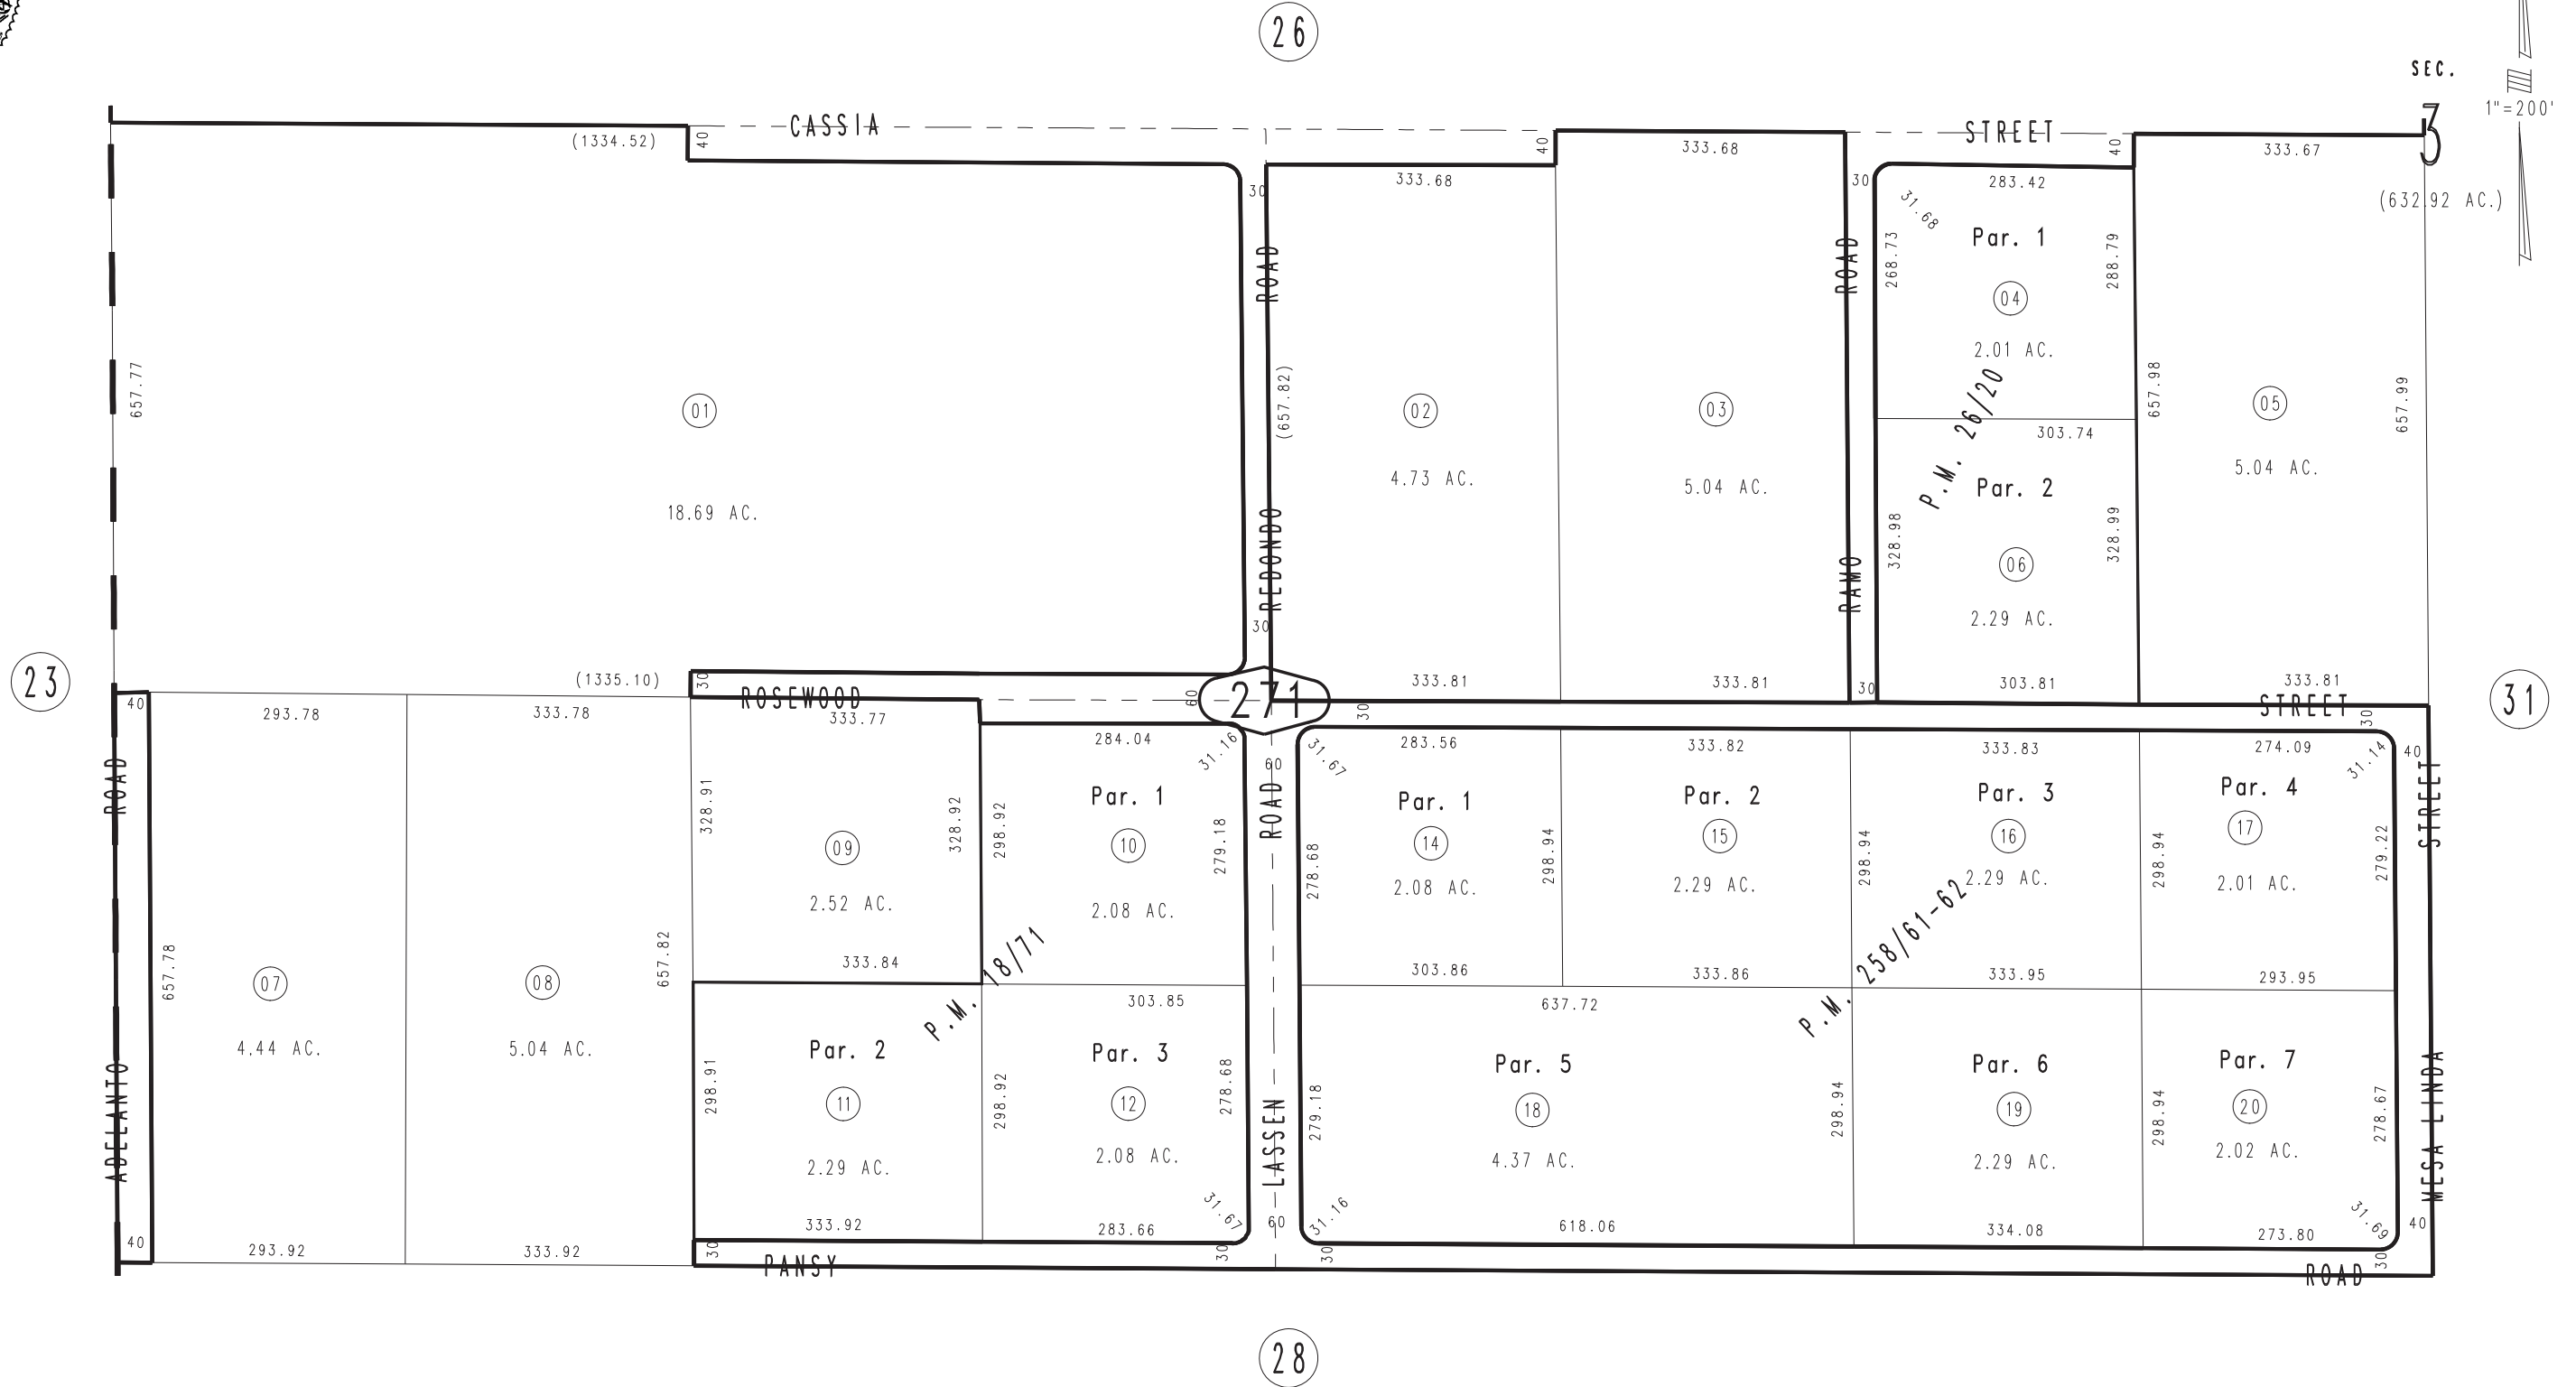 26
SEC.
3
1"=200'
(632.92 AC.)
CASSIA
STREET
(1334.52)
40
333.68
40
333.68
40
333.67
30
ROAD
REDONDO
30
(657.82)
657.77
01
18.69 AC.
(1335.10)
02
4.73 AC.
333.81
03
5.04 AC.
333.81
ROAD
RAMO
30
30
283.42
31.68
268.73
288.79
Par. 1
04
2.01 AC.
P.M. 26/20
303.74
Par. 2
328.98
328.99
06
2.29 AC.
303.81
657.98
05
5.04 AC.
657.99
333.81
23
271
31
30
ROSEWOOD
60
30
STREET
30
40
293.78
333.78
333.77
ROAD
ADELANTO
657.78
07
4.44 AC.
293.92
40
08
5.04 AC.
657.82
333.92
328.91
328.92
09
2.52 AC.
333.84
284.04
31.16
298.92
279.18
Par. 1
10
2.08 AC.
P.M. 18/71
303.85
298.91
Par. 2
11
2.29 AC.
333.92
298.92
278.68
Par. 3
12
2.08 AC.
283.66
31.67
60
ROAD
LASSEN
60
283.56
31.67
278.68
298.94
Par. 1
14
2.08 AC.
303.86
333.82
Par. 2
15
2.29 AC.
333.86
298.94
333.83
Par. 3
16
2.29 AC.
333.95
298.94
274.09
31.14
40
Par. 4
17
2.01 AC.
279.22
293.95
P.M. 258/61-62
637.72
279.18
Par. 5
18
4.37 AC.
298.94
618.06
31.16
Par. 6
19
2.29 AC.
334.08
298.94
Par. 7
20
2.02 AC.
278.67
273.80
31.69
40
STREET
MESA LINDA
30
PANSY
30
30
ROAD
30
28